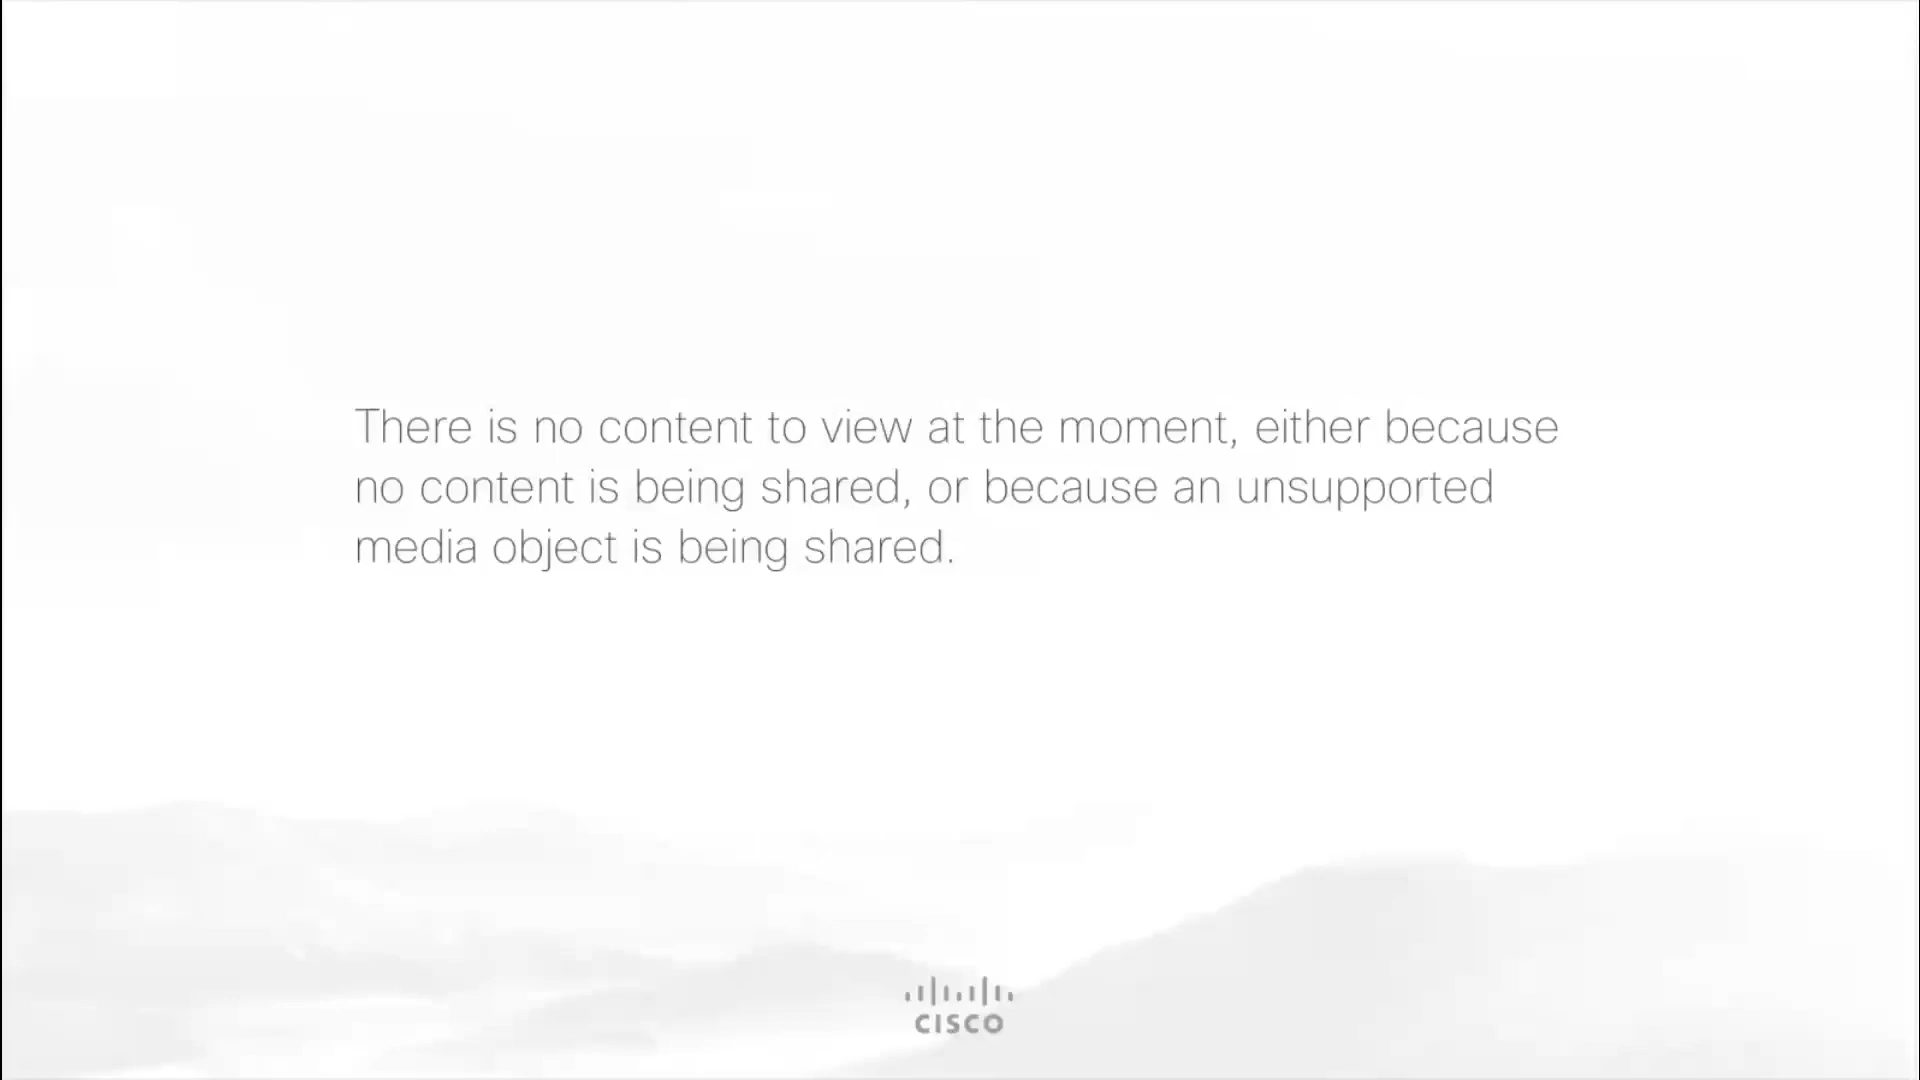 There is no content to view at the moment, either because
no content is being shared, or because an unsupported
media object is being shared.
CISCO